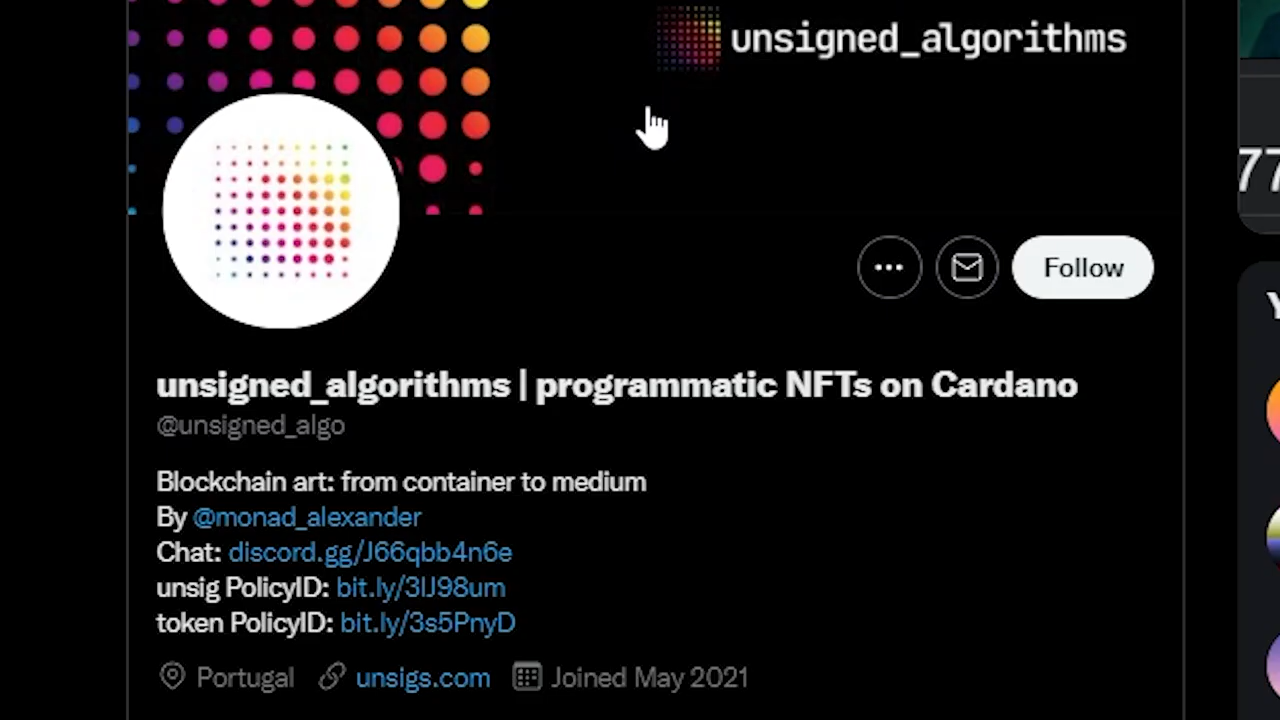 unsigned_algorithms
77
Follow
unsigned_algorithms | programmatic NFTs on Cardano
@unsigned_algo
Blockchain art: from container to medium
By @monad_alexander
Chat: discord.gg/J66qbb4n6e
unsig PolicyID: bit.ly/3lJ98um
token PolicyID: bit.ly/3s5PnyD
Portugal unsigs.com Joined May 2021